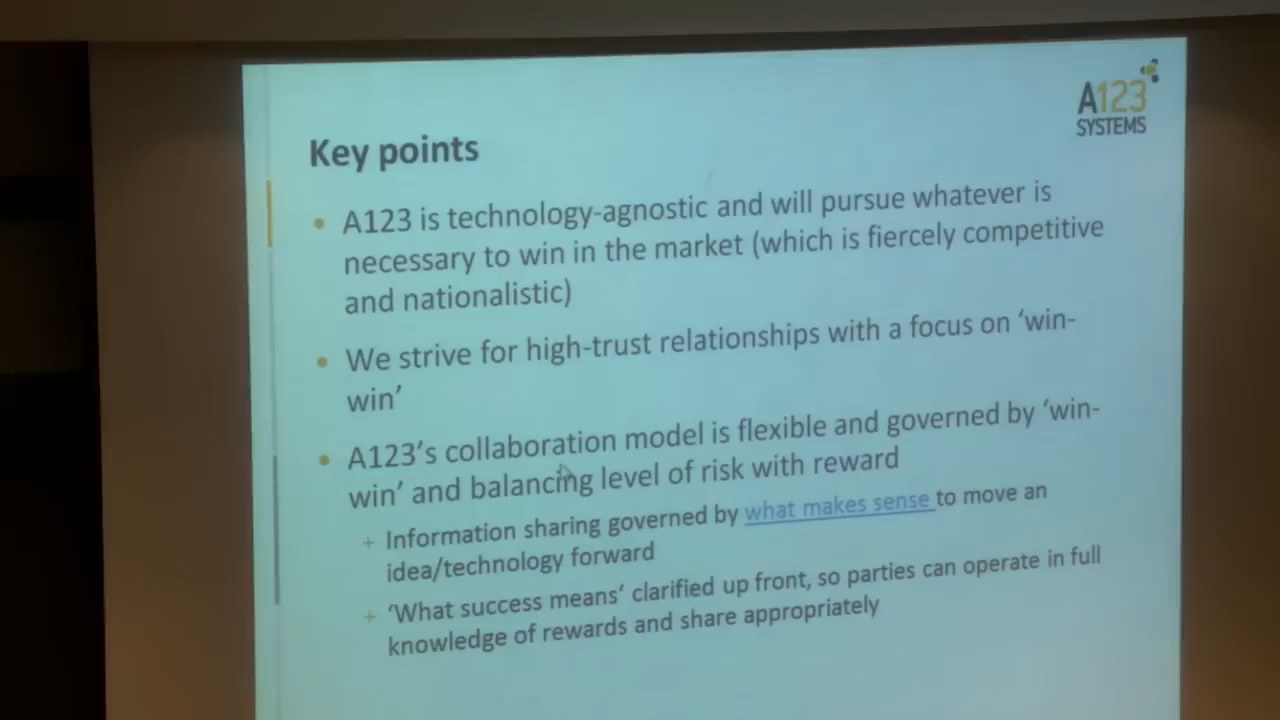 A123
SYSTEMS
Key points
• A123 is technology-agnostic and will pursue whatever is
necessary to win in the market (which is fiercely competitive
and nationalistic)
• We strive for high-trust relationships with a focus on ‘win-
win’
• A123’s collaboration model is flexible and governed by ‘win-
win’ and balancing level of risk with reward
+ Information sharing governed by what makes sense to move an
idea/technology forward
+ ‘What success means‘ clarified up front, so parties can operate in full
knowledge of rewards and share appropriately